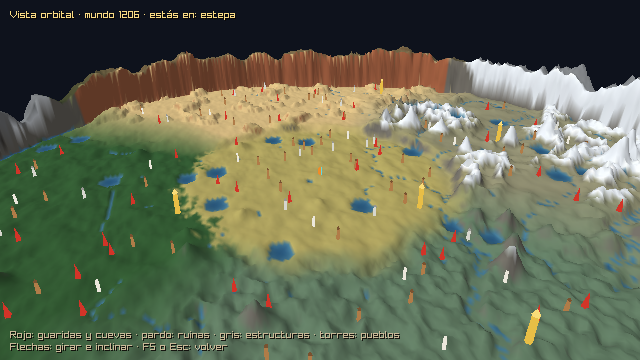 Vista orbital · mundo 1206 · estás en: estepa
Rojo: guaridas y cuevas · pardo: ruinas · gris: estructuras · torres: pueblos
Flechas: girar e inclinar · F5 o Esc: volver